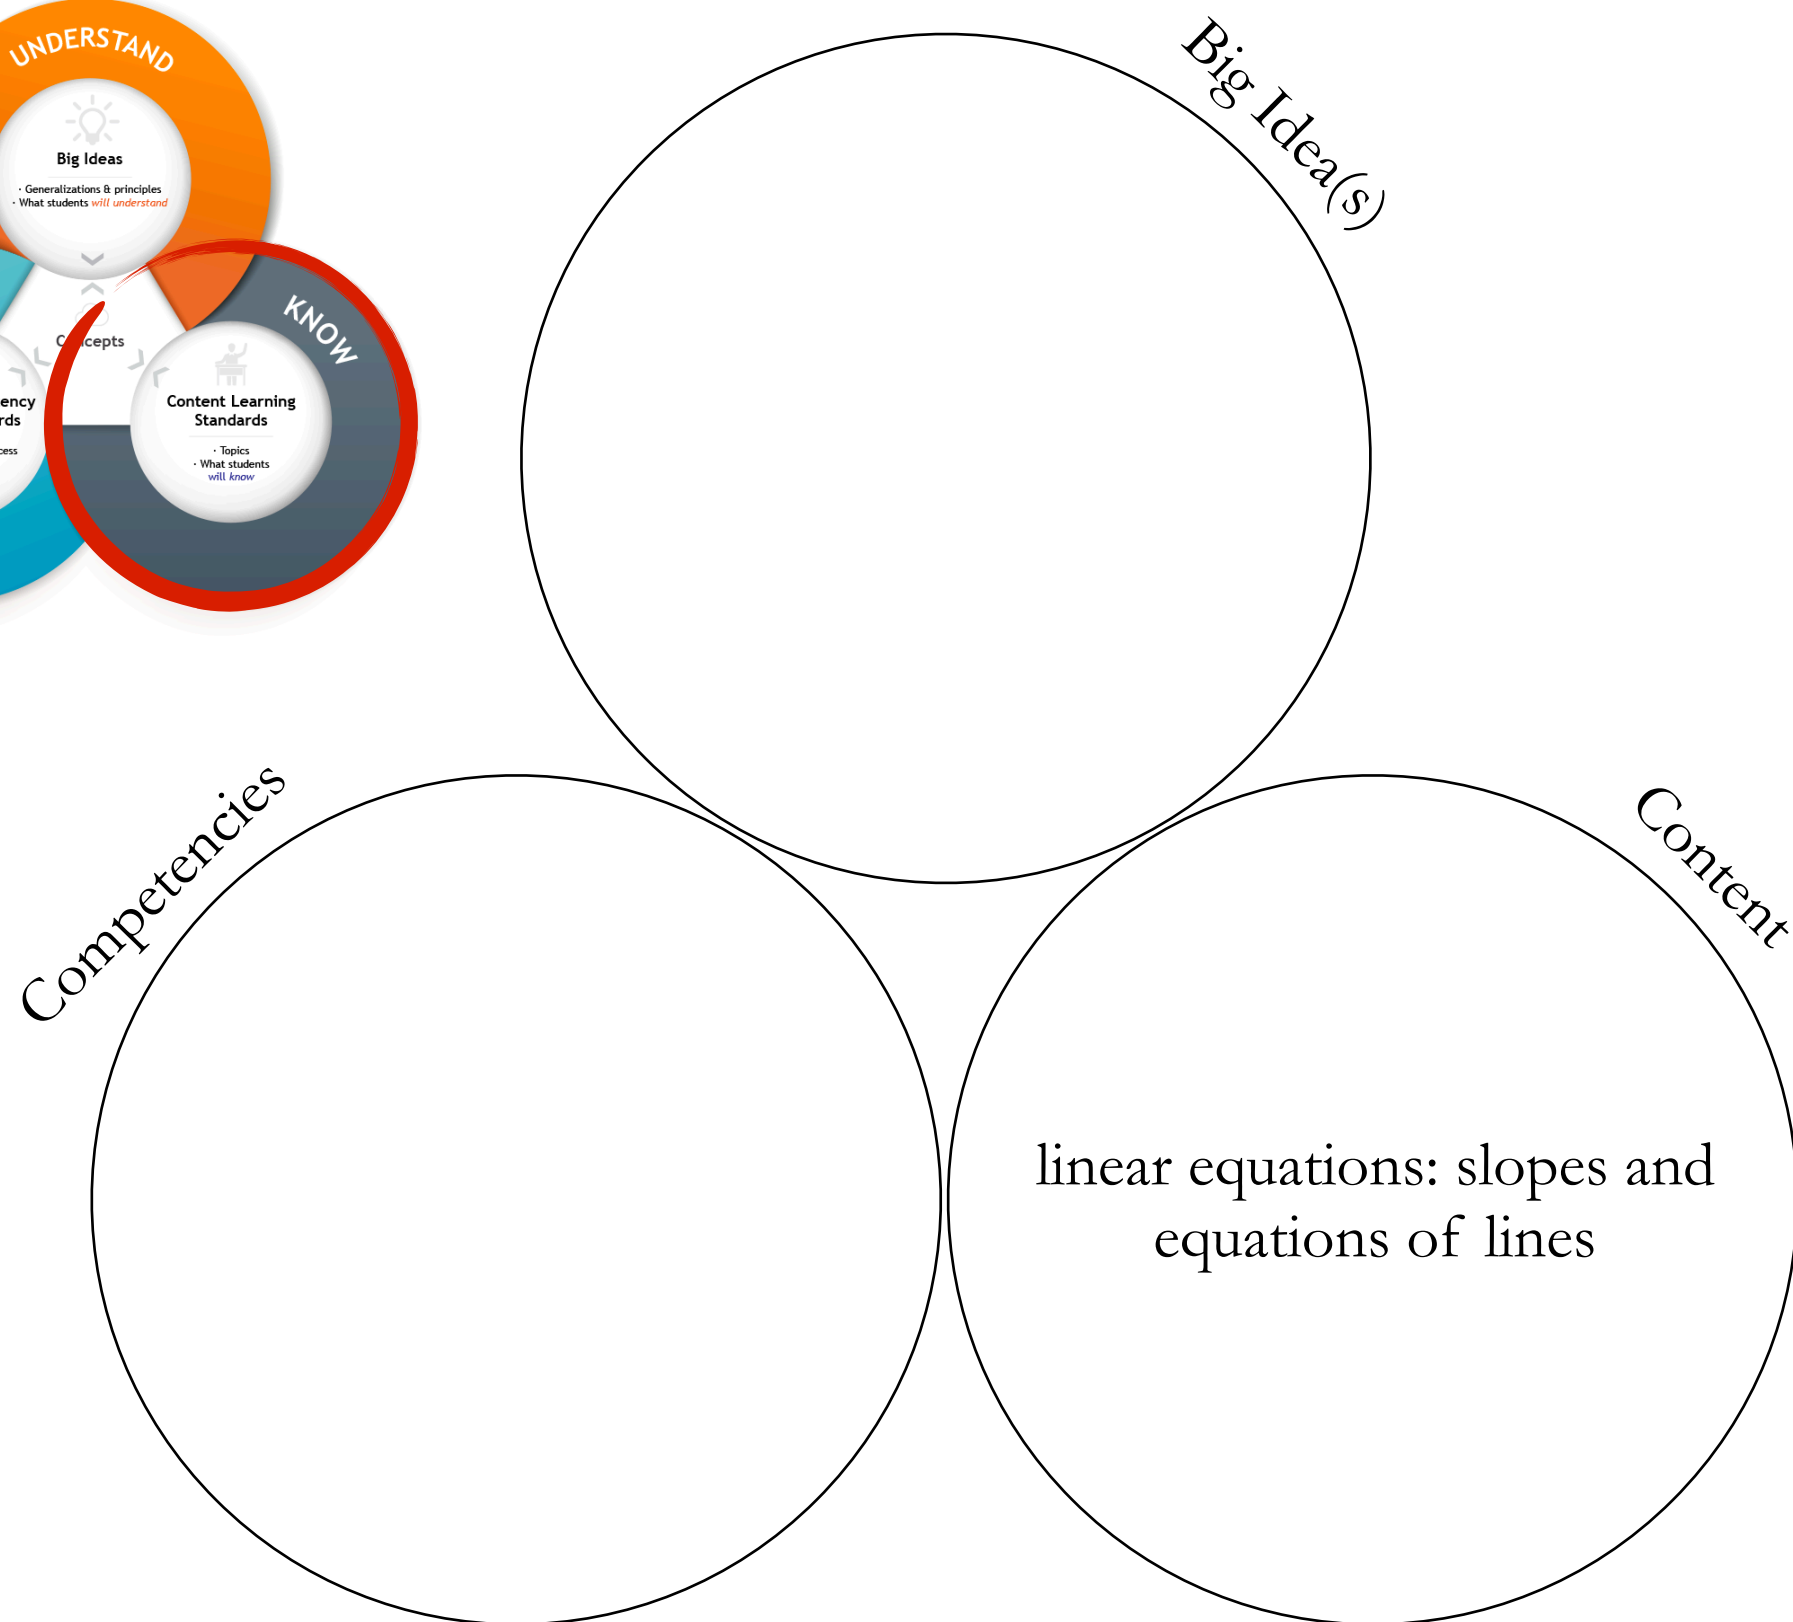 UNDERSTAND
Big Ideas
· Generalizations & principles
· What students will understand
KNOW
Content Learning
Standards
· Topics
· What students
will know
Big Idea(s)
Competencies
Content
linear equations: slopes and
equations of lines